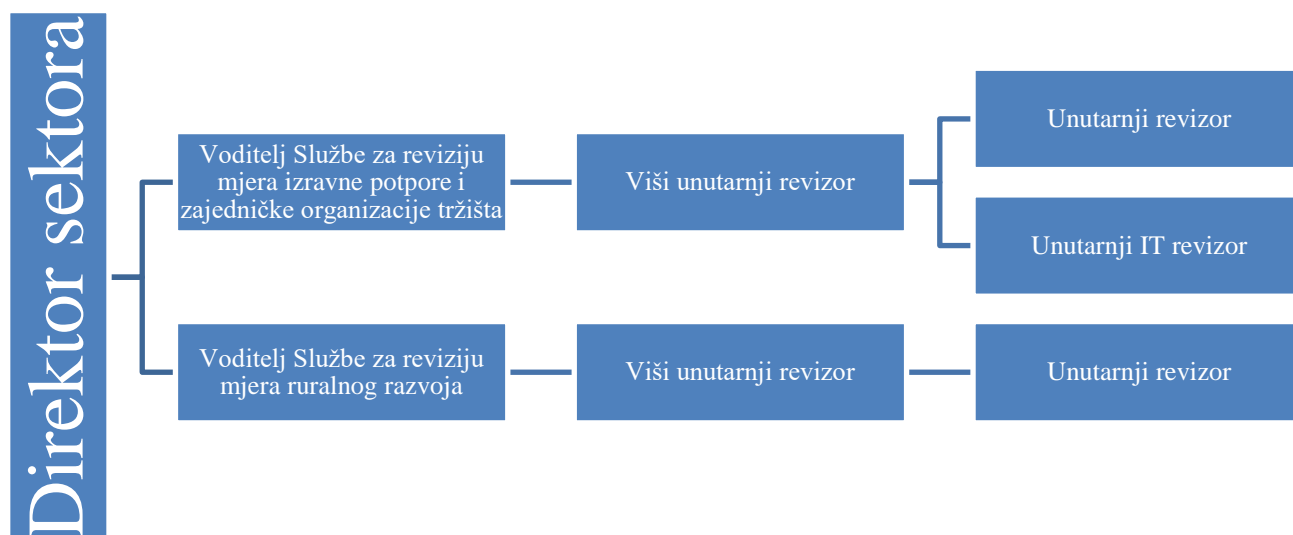 Direktor sektora
Voditelj Službe za reviziju
mjera izravne potpore i
zajedničke organizacije tržišta
Viši unutarnji revizor
Unutarnji revizor
Unutarnji IT revizor
Voditelj Službe za reviziju
mjera ruralnog razvoja
Viši unutarnji revizor
Unutarnji revizor